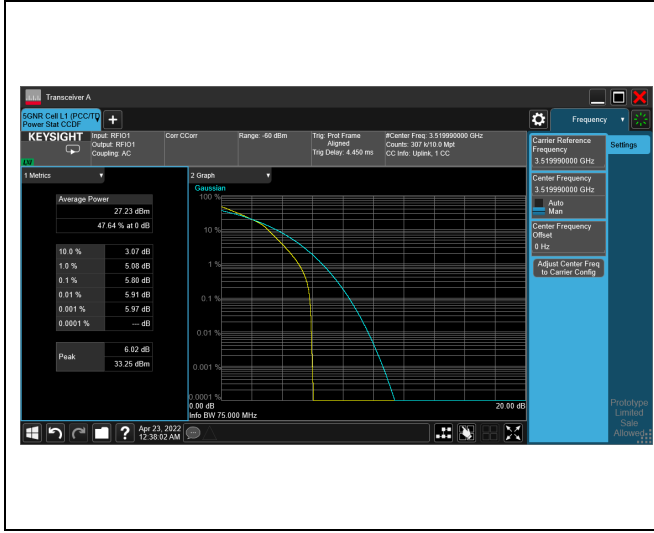 Transceiver A
5GNR Cell L1 (PCC/TD
Power Stat CCDF
KEYSIGHT
LXI
Input: RFIO1
Output: RFIO1
Coupling: AC
Corr CCorr
Range: -60 dBm
Trig: Prot Frame
Aligned
Trig Delay: 4.450 ms
#Center Freq: 3.519990000 GHz
Counts: 307 k/10.0 Mpt
CC Info: Uplink, 1 CC
1 Metrics
Average Power
27.23 dBm
47.64 % at 0 dB
10.0 % 3.07 dB
1.0 % 5.08 dB
0.1 % 5.80 dB
0.01 % 5.91 dB
0.001 % 5.97 dB
0.0001 % --- dB
Peak
6.02 dB
33.25 dBm
2 Graph
Gaussian
100 %
10 %
1 %
0.1 %
0.01 %
0.001 %
0.0001 %
0.00 dB 20.00 dB
Info BW 75.000 MHz
Frequency
Settings
Carrier Reference
Frequency
3.519990000 GHz
Center Frequency
3.519990000 GHz
Auto
Man
Center Frequency
Offset
0 Hz
Adjust Center Freq
to Carrier Config
Prototype
Limited
Sale
Allowed
?
Apr 23, 2022
12:38:02 AM